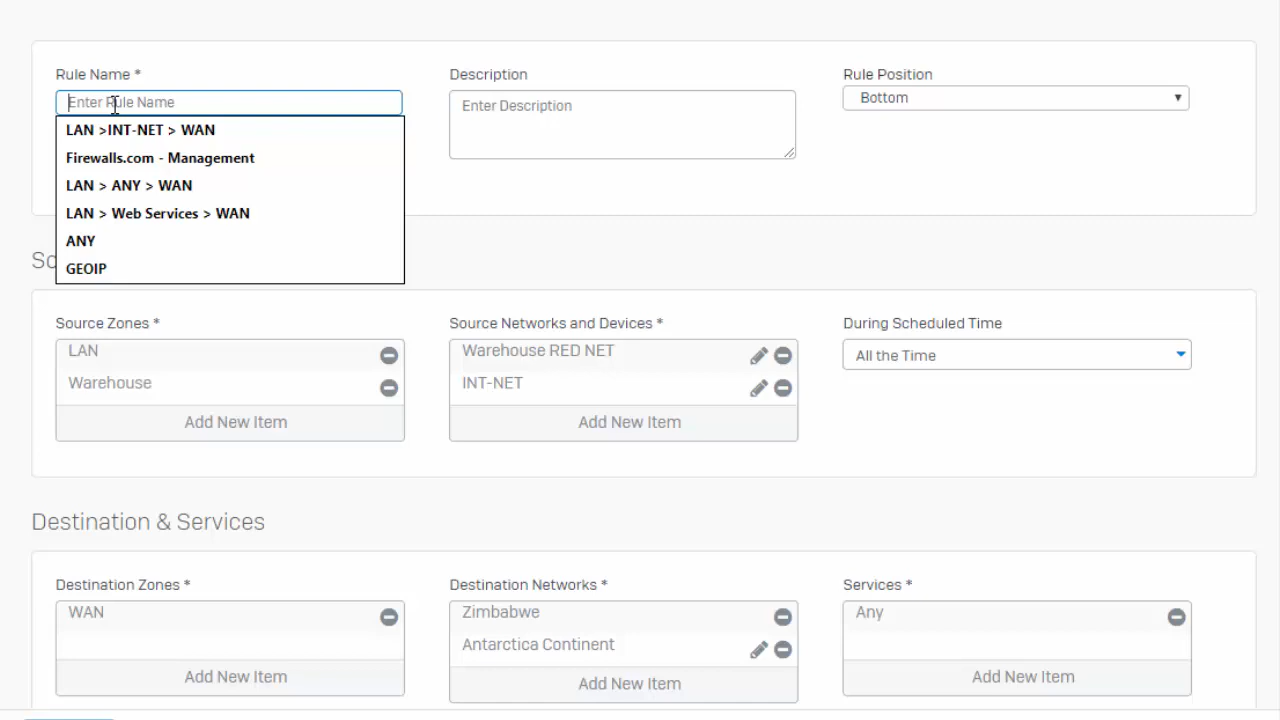 Rule Name *
Description
Rule Position
Enter Rule Name
Enter Description
Bottom
LAN >INT-NET > WAN
Firewalls.com - Management
LAN > ANY > WAN
LAN > Web Services > WAN
ANY
GEOIP
So
Source Zones *
Source Networks and Devices *
During Scheduled Time
LAN
Warehouse RED NET
All the Time
Warehouse
INT-NET
Add New Item
Add New Item
Destination & Services
Destination Zones *
Destination Networks *
Services *
WAN
Zimbabwe
Any
Antarctica Continent
Add New Item
Add New Item
Add New Item